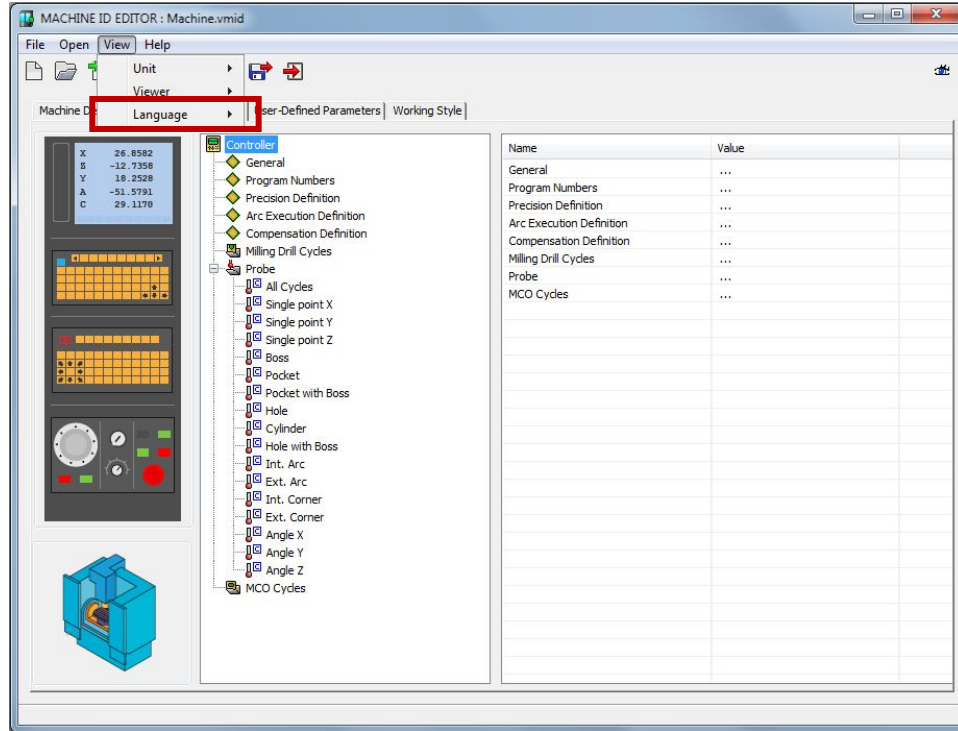 MACHINE ID EDITOR : Machine.vmid
File Open View Help
Unit
Viewer
Language
Machine De
User-Defined Parameters
Working Style
X 26.8582
Z -12.7358
Y 18.2528
A -51.5791
C 29.1170
Controller
General
Program Numbers
Precision Definition
Arc Execution Definition
Compensation Definition
Milling Drill Cycles
Probe
All Cycles
Single point X
Single point Y
Single point Z
Boss
Pocket
Pocket with Boss
Hole
Cylinder
Hole with Boss
Int. Arc
Ext. Arc
Int. Corner
Ext. Corner
Angle X
Angle Y
Angle Z
MCO Cycles
Name Value
General ...
Program Numbers ...
Precision Definition ...
Arc Execution Definition ...
Compensation Definition ...
Milling Drill Cycles ...
Probe ...
MCO Cycles ...